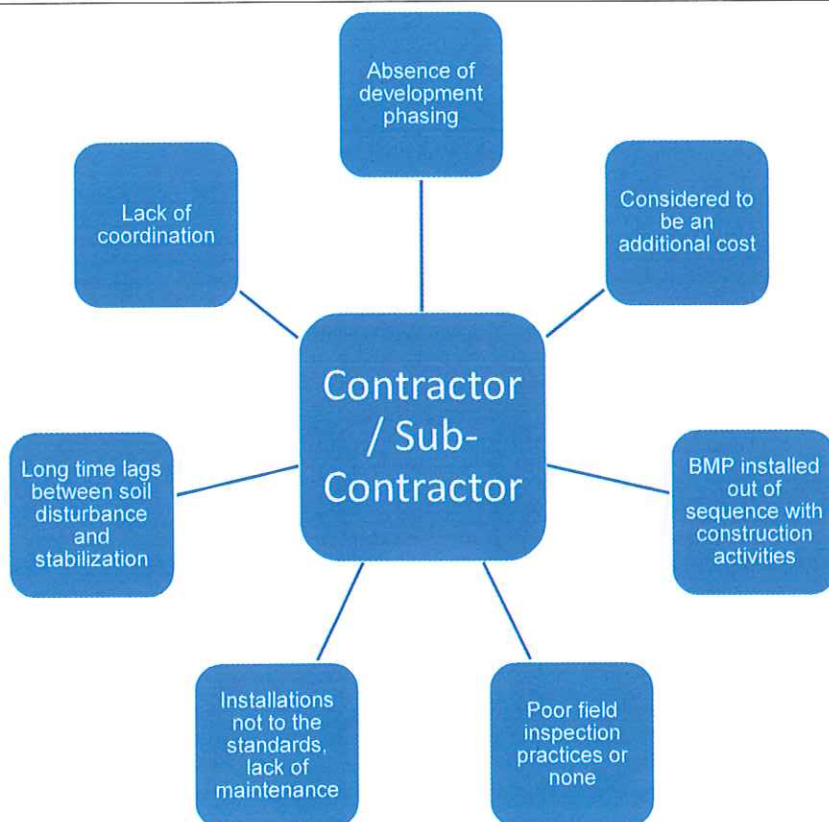 Absence of
development
phasing
Lack of
coordination
Considered to
be an
additional cost
Contractor
/ Sub-
Contractor
Long time lags
between soil
disturbance
and
stabilization
BMP installed
out of
sequence with
construction
activities
Installations
not to the
standards,
lack of
maintenance
Poor field
inspection
practices or
none